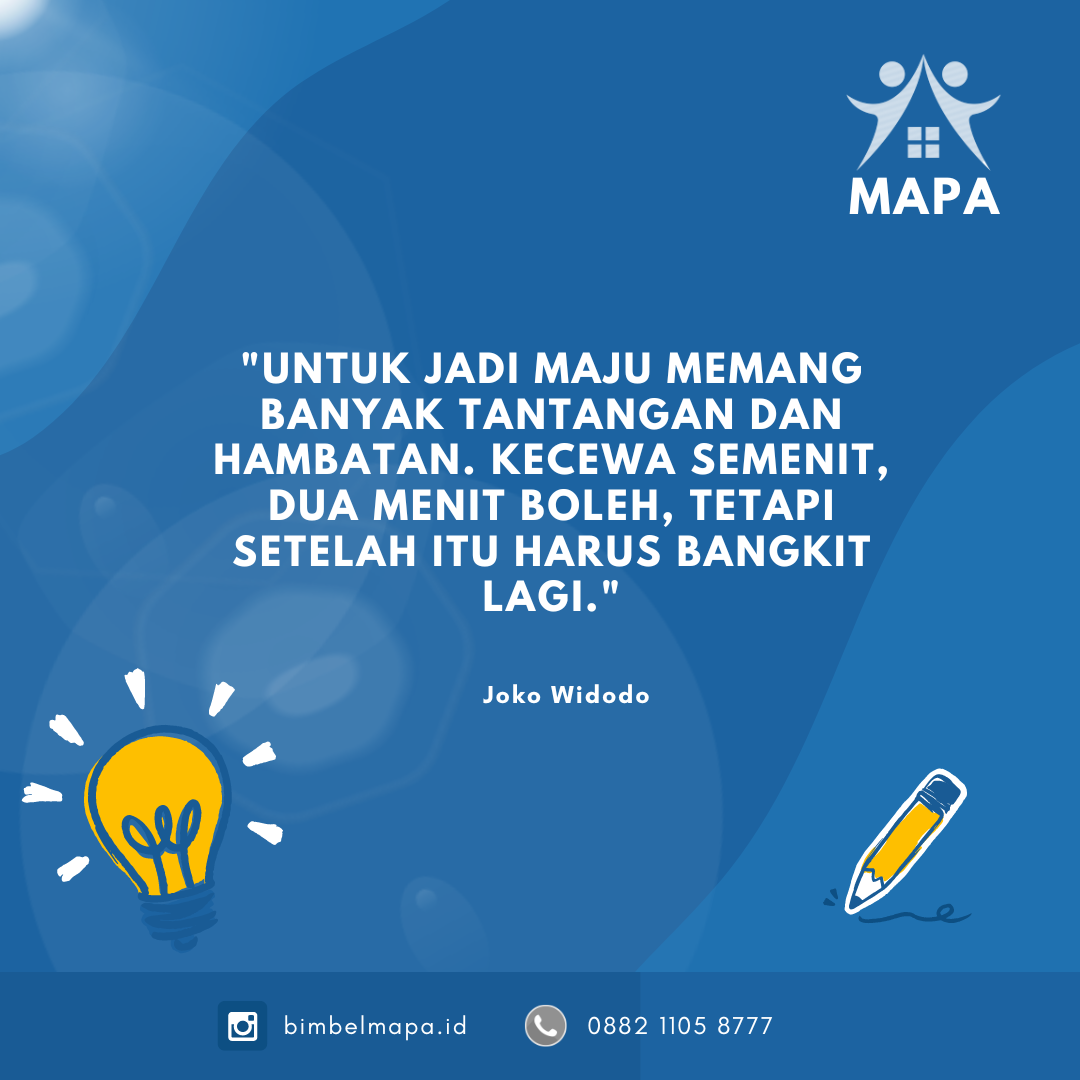 MAPA
"UNTUK JADI MAJU MEMANG
BANYAK TANTANGAN DAN
HAMBATAN. KECEWA SEMENIT,
DUA MENIT BOLEH, TETAPI
SETELAH ITU HARUS BANGKIT
LAGI."
Joko Widodo
bimbelmapa.id
0882 1105 8777